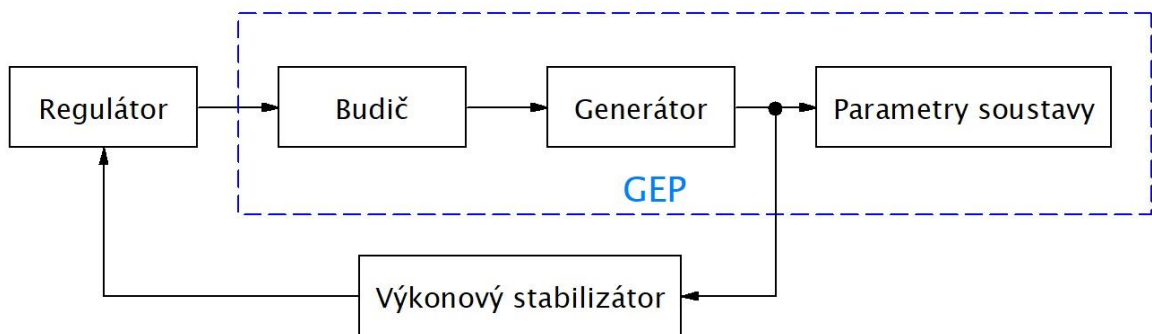 Regulátor
Budič
Generátor
Parametry soustavy
GEP
Výkonový stabilizátor